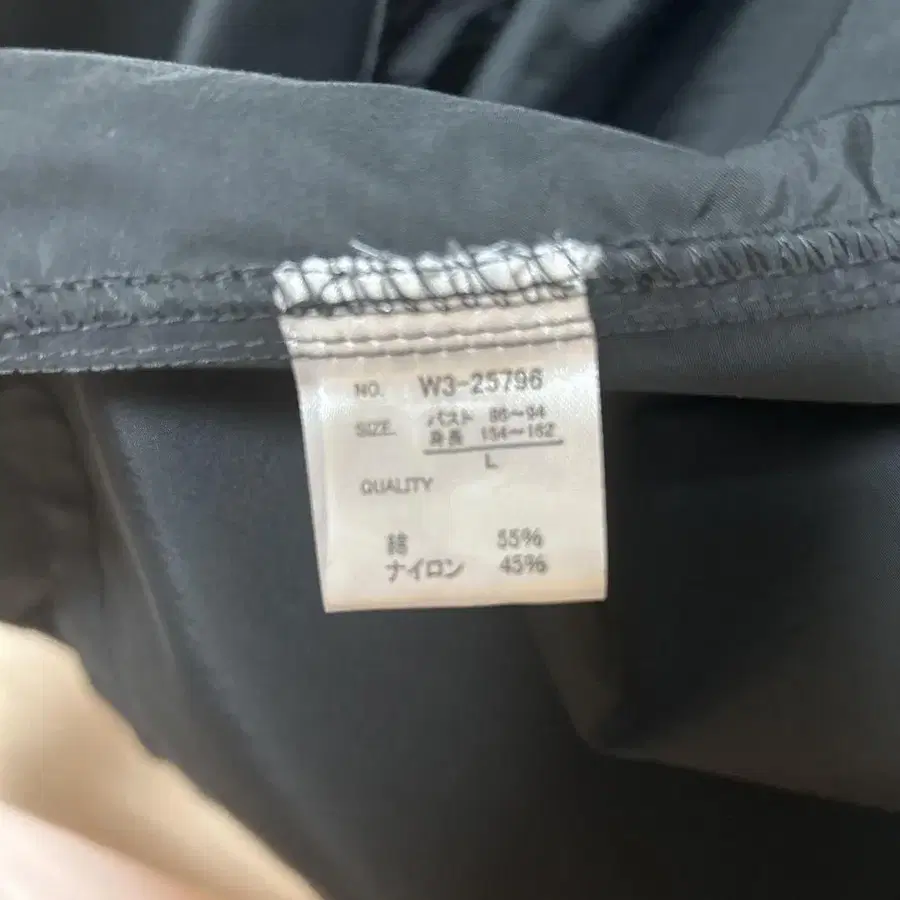 NO. W3-25796
SIZE バスト 86〜94
身長 154〜162
L
QUALITY
綿 55%
ナイロン 45%